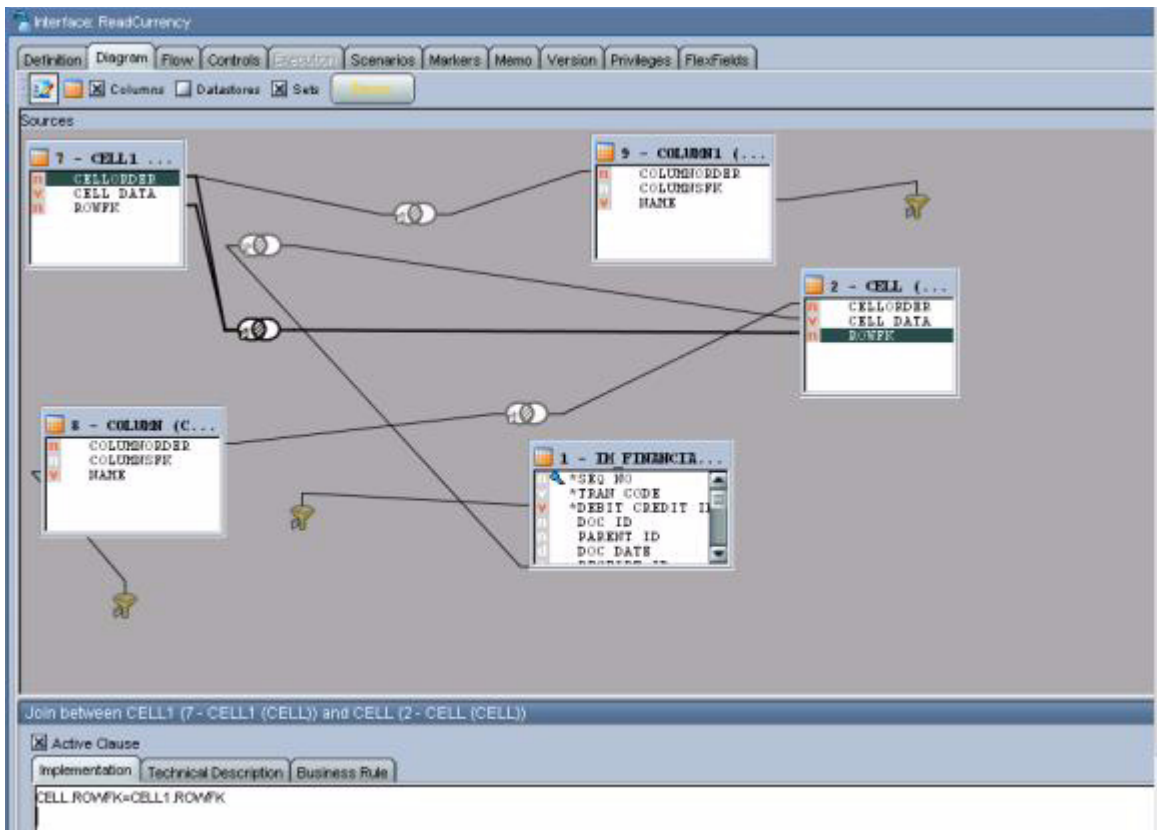 Interface: ReadCurrency
Definition Diagram Flow Controls Execution Scenarios Markers Memo Version Privileges FlexFields
Columns Datastores Sets
Sources
7 - CELL1 ...
CELLORDER
CELL DATA
ROWFK
9 - COLUMN1 (...
COLUMNORDER
COLUMNSFK
NAME
2 - CELL (...
CELLORDER
CELL DATA
ROWFK
8 - COLUMN (C...
COLUMNORDER
COLUMNSFK
NAME
1 - IM_FINANCIA...
*SEQ NO
*TRAN CODE
*DEBIT CREDIT I
DOC ID
PARENT ID
DOC DATE
Join between CELL1 (7 - CELL1 (CELL)) and CELL (2 - CELL (CELL))
Active Clause
Implementation Technical Description Business Rule
CELL.ROWFK=CELL1.ROWFK